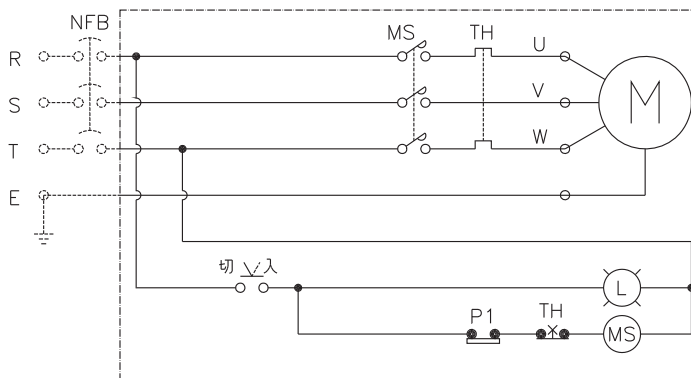 NFB
MS TH U
R
S V M
T W
E
切 入
L
P1 TH
MS